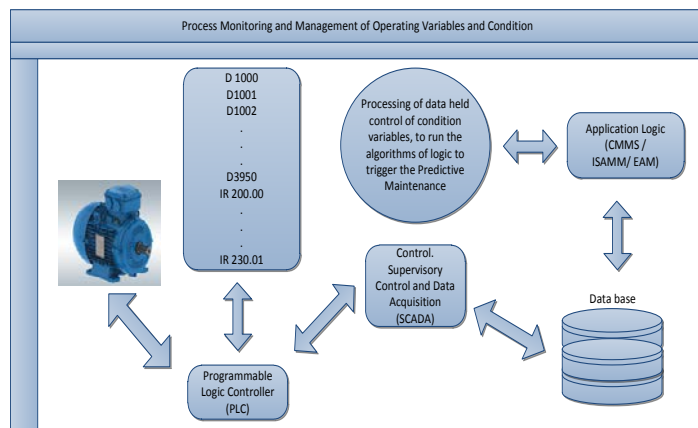 Process Monitoring and Management of Operating Variables and Condition
D 1000
D1001
D1002
.
.
.
D3950
IR 200.00
.
.
.
IR 230.01
Processing of data held
control of condition
variables, to run the
algorithms of logic to
trigger the Predictive
Maintenance
Application Logic
(CMMS /
ISAMM/ EAM)
Control.
Supervisory
Control and Data
Acquisition
(SCADA)
Data base
Programmable
Logic Controller
(PLC)